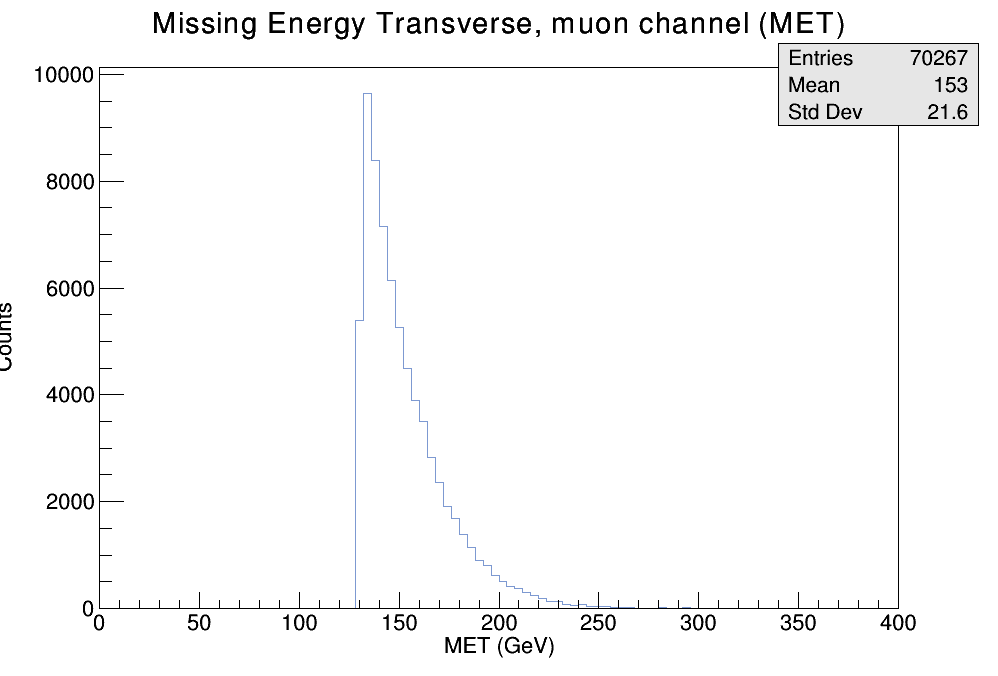 Missing Energy Transverse, muon channel (MET)
Entries 70267
Mean 153
Std Dev 21.6
10000
8000
6000
4000
2000
0
Counts
0 50 100 150 200 250 300 350 400
MET (GeV)